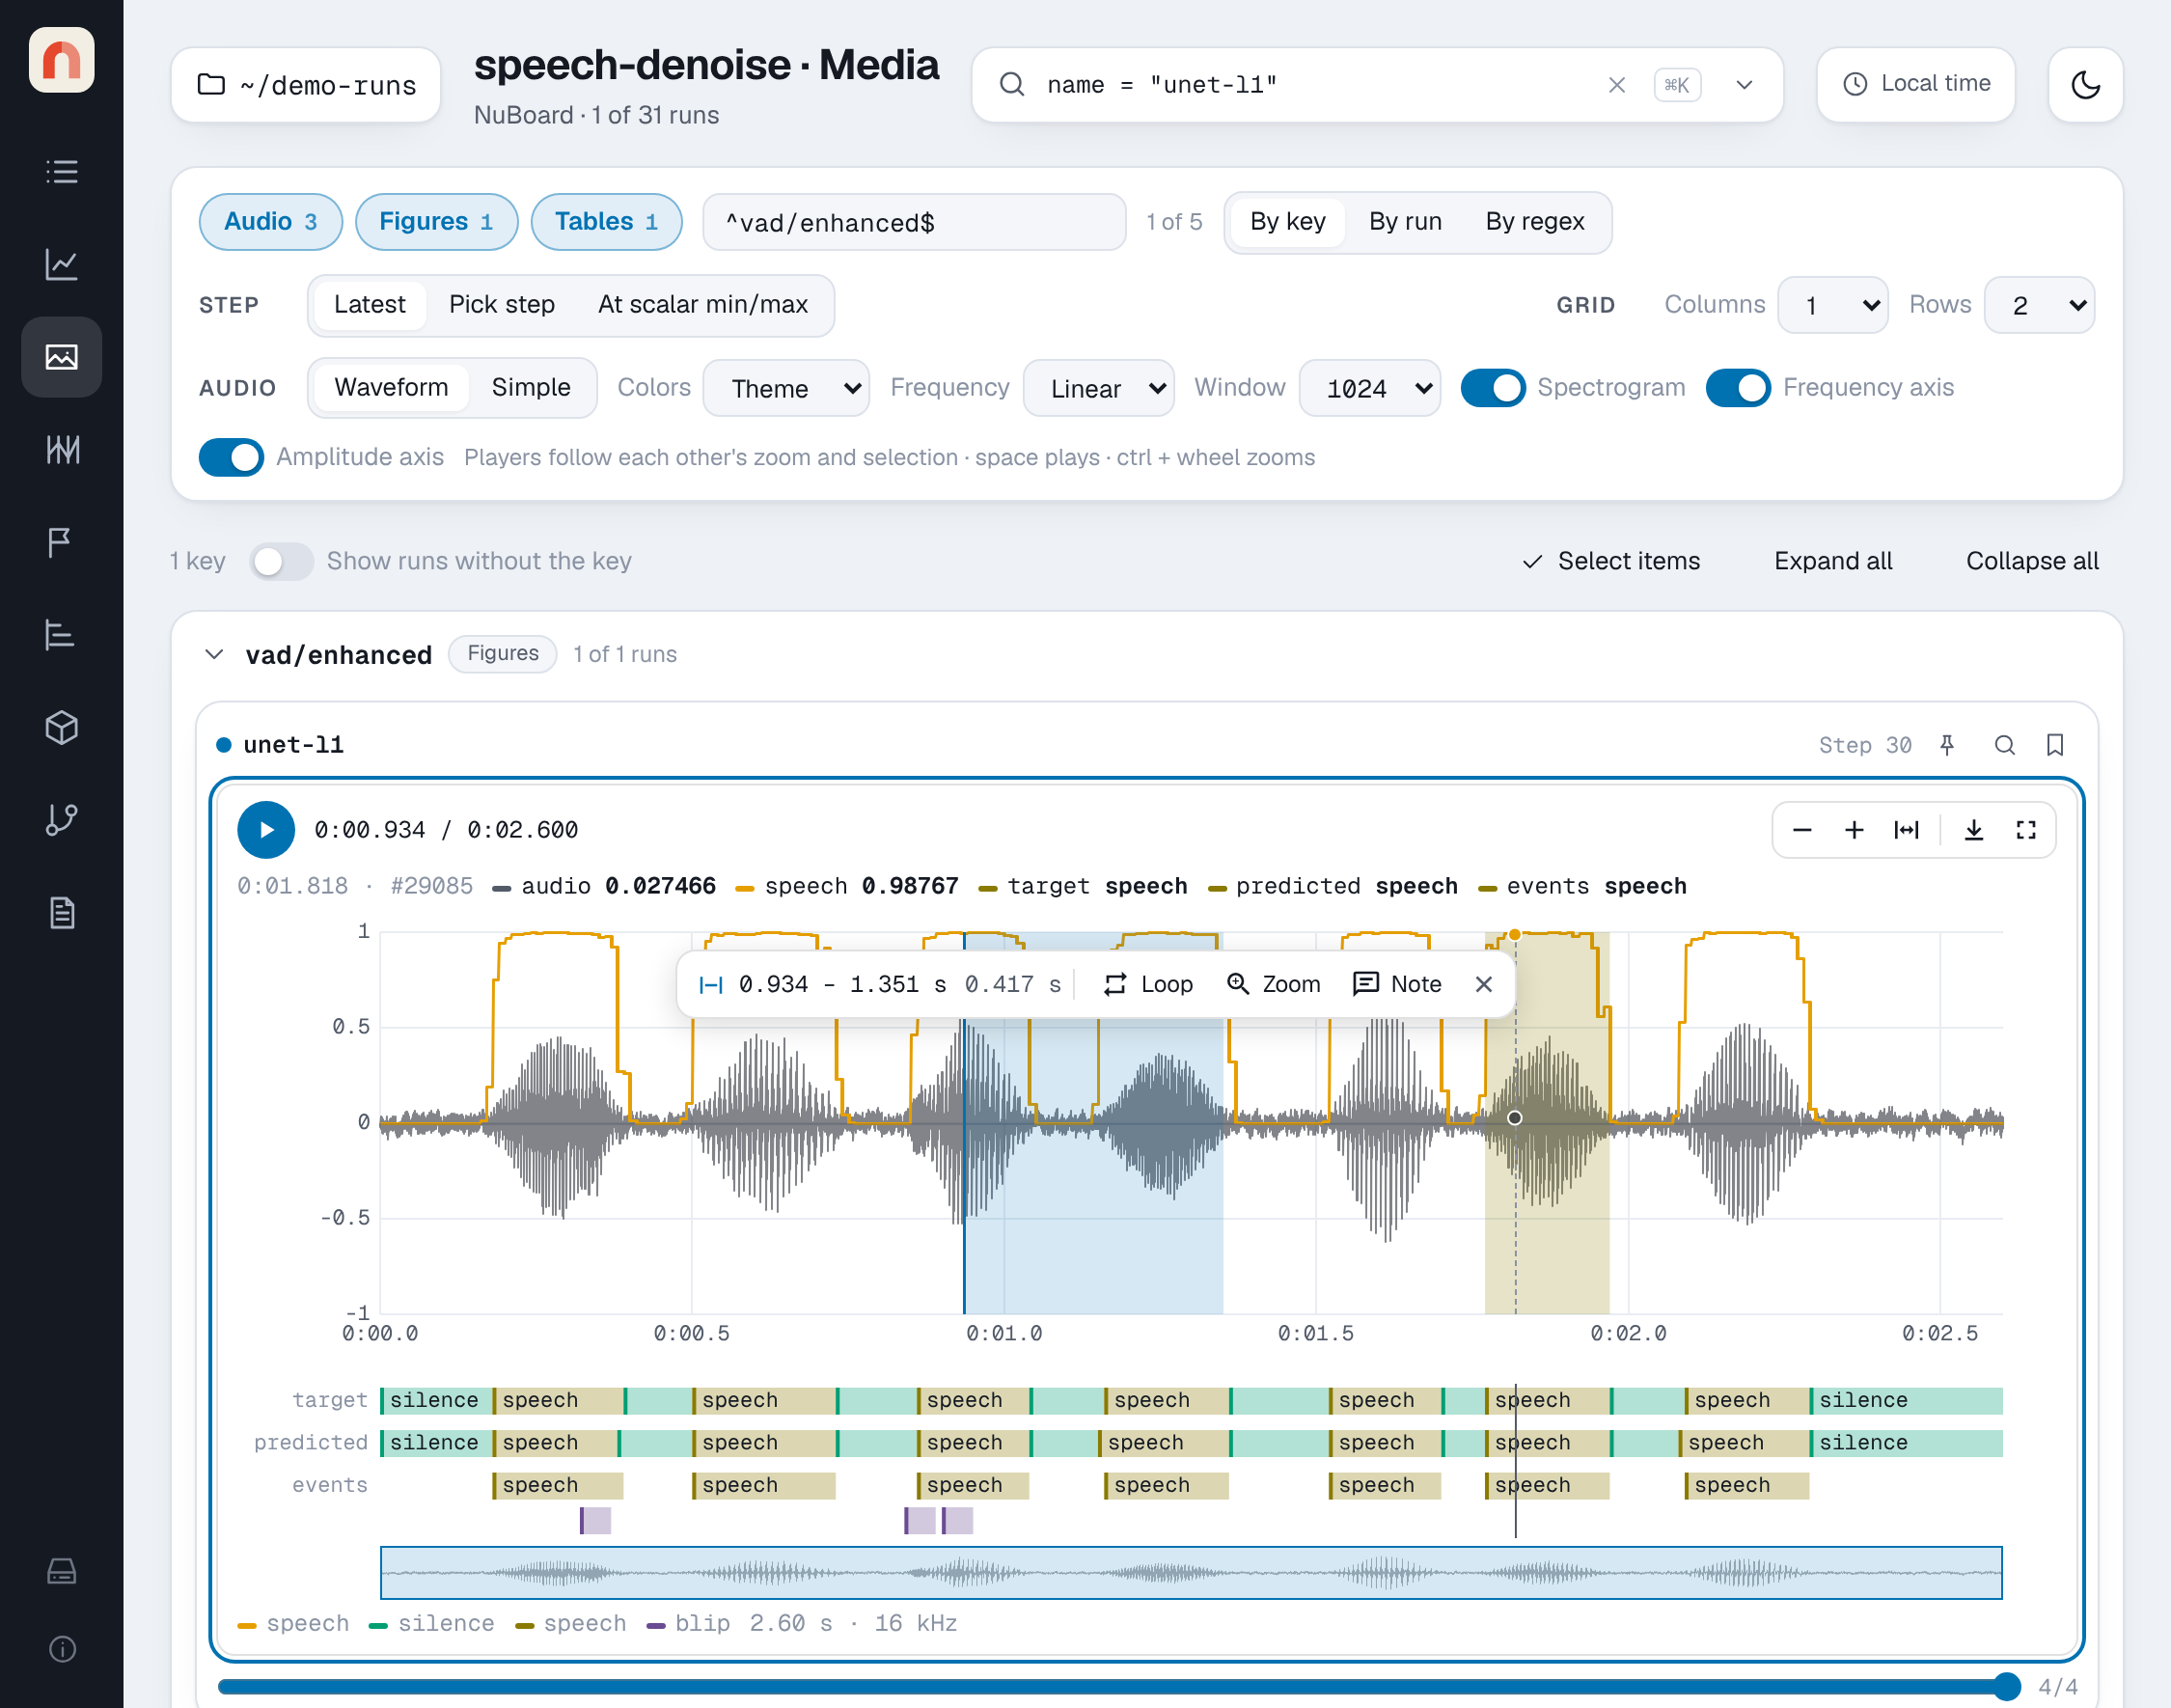 ~/demo-runs
speech-denoise · Media
NuBoard · 1 of 31 runs
name = "unet-l1"
⌘K
Local time
Audio 3
Figures 1
Tables 1
^vad/enhanced$
1 of 5
By key
By run
By regex
STEP
Latest
Pick step
At scalar min/max
GRID
Columns
1
Rows
2
AUDIO
Waveform
Simple
Colors
Theme
Frequency
Linear
Window
1024
Spectrogram
Frequency axis
Amplitude axis
Players follow each other's zoom and selection · space plays · ctrl + wheel zooms
1 key
Show runs without the key
Select items
Expand all
Collapse all
vad/enhanced
Figures
1 of 1 runs
unet-l1
Step 30
0:00.934 / 0:02.600
0:01.818 · #29085 audio 0.027466 speech 0.98767 target speech predicted speech events speech
1
0.934 – 1.351 s 0.417 s
Loop
Zoom
Note
0.5
0
-0.5
-1
0:00.0
0:00.5
0:01.0
0:01.5
0:02.0
0:02.5
target silence speech speech speech speech speech speech speech silence
predicted silence speech speech speech speech speech speech speech silence
events speech speech speech speech speech speech speech
speech silence speech blip 2.60 s · 16 kHz
4/4